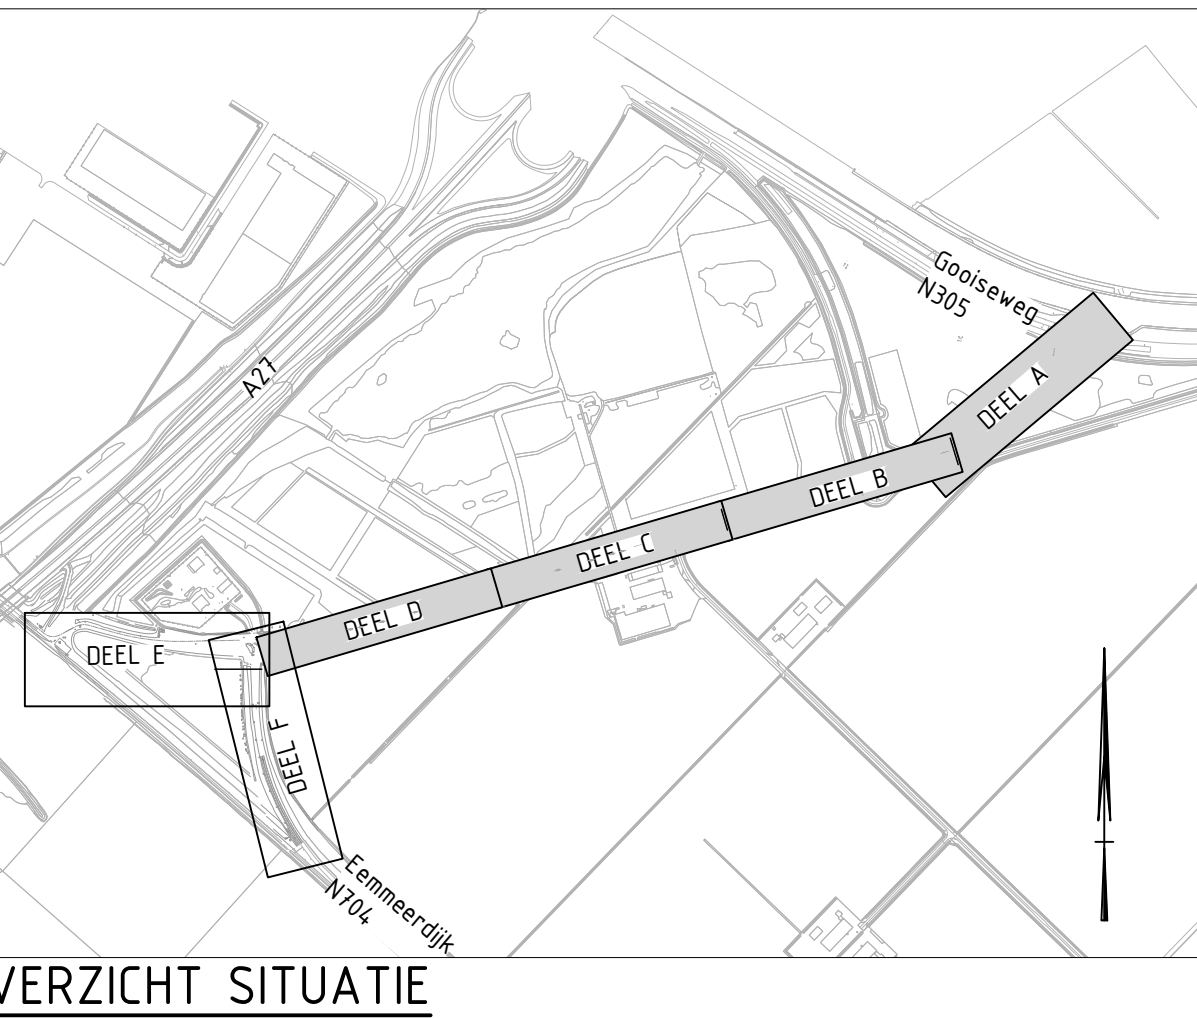 Gooiseweg
N305
A27
DEEL A
DEEL B
DEEL C
DEEL D
DEEL E
DEEL F
Eemmeerdijk
N704
VERZICHT SITUATIE